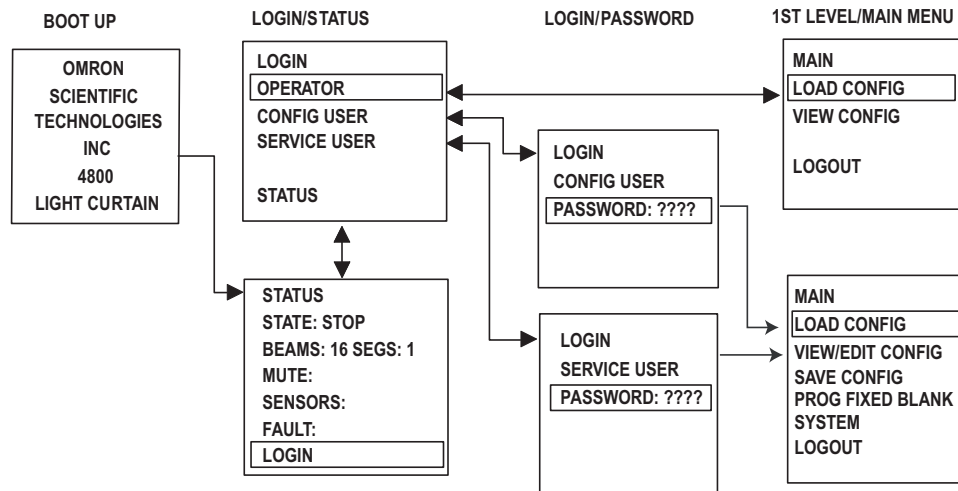 BOOT UP
LOGIN/STATUS
LOGIN/PASSWORD
1ST LEVEL/MAIN MENU
OMRON
SCIENTIFIC
TECHNOLOGIES
INC
4800
LIGHT CURTAIN
LOGIN
OPERATOR
CONFIG USER
SERVICE USER
STATUS
STATUS
STATE: STOP
BEAMS: 16 SEGS: 1
MUTE:
SENSORS:
FAULT:
LOGIN
LOGIN
CONFIG USER
PASSWORD: ????
LOGIN
SERVICE USER
PASSWORD: ????
MAIN
LOAD CONFIG
VIEW CONFIG
LOGOUT
MAIN
LOAD CONFIG
VIEW/EDIT CONFIG
SAVE CONFIG
PROG FIXED BLANK
SYSTEM
LOGOUT